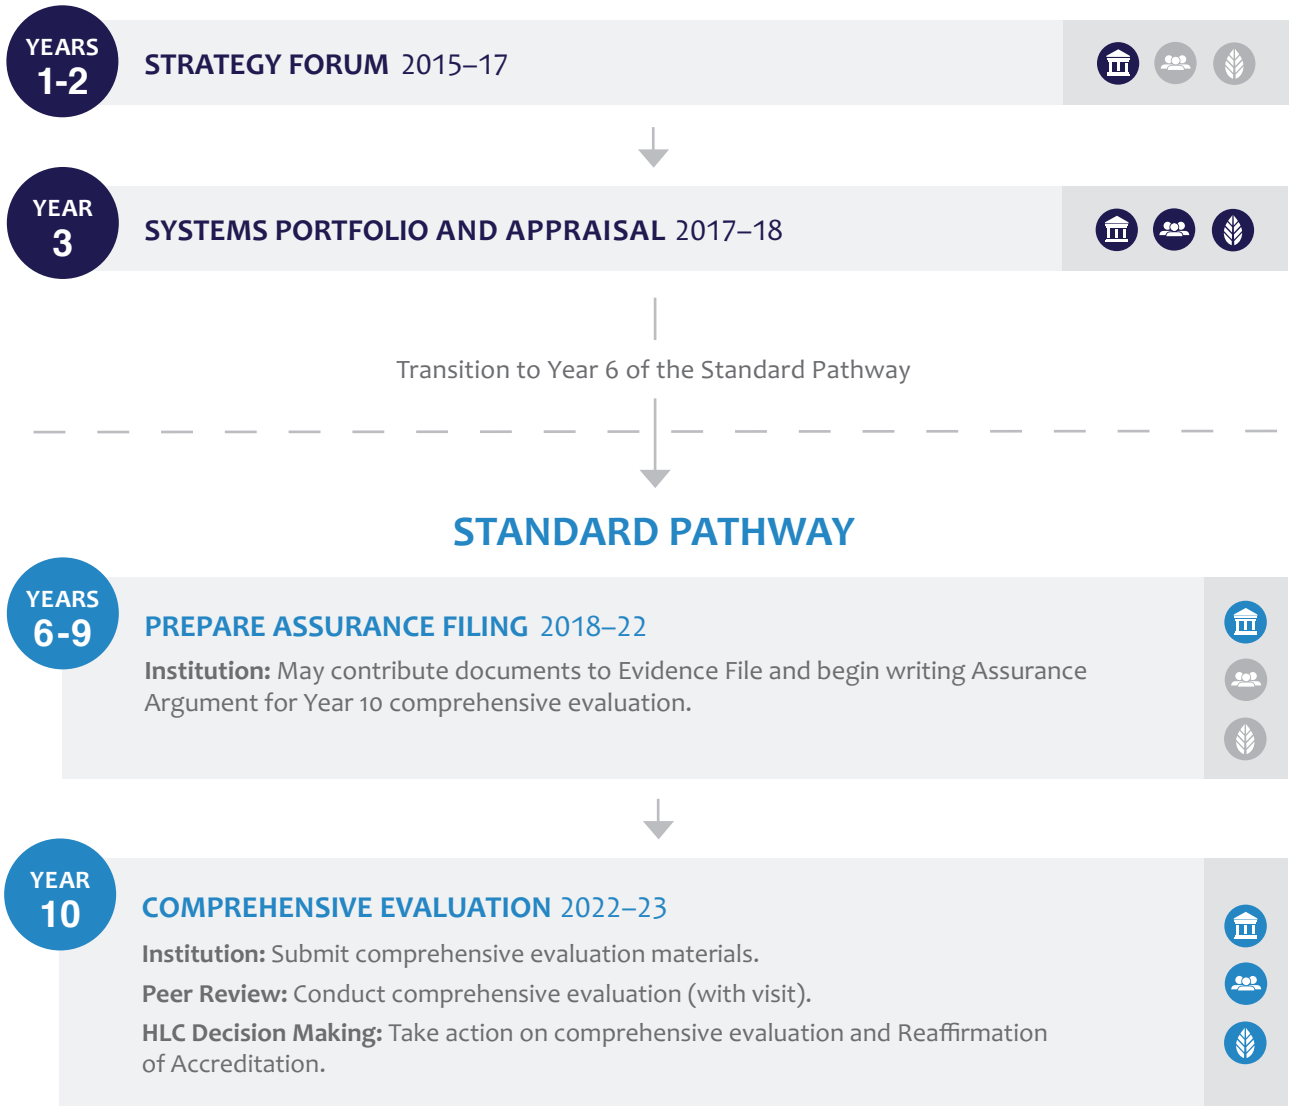 YEARS
1-2
STRATEGY FORUM 2015–17
YEAR
3
SYSTEMS PORTFOLIO AND APPRAISAL 2017–18
Transition to Year 6 of the Standard Pathway
STANDARD PATHWAY
YEARS
6-9
PREPARE ASSURANCE FILING 2018–22
Institution: May contribute documents to Evidence File and begin writing Assurance
Argument for Year 10 comprehensive evaluation.
YEAR
10
COMPREHENSIVE EVALUATION 2022–23
Institution: Submit comprehensive evaluation materials.
Peer Review: Conduct comprehensive evaluation (with visit).
HLC Decision Making: Take action on comprehensive evaluation and Reaffirmation
of Accreditation.